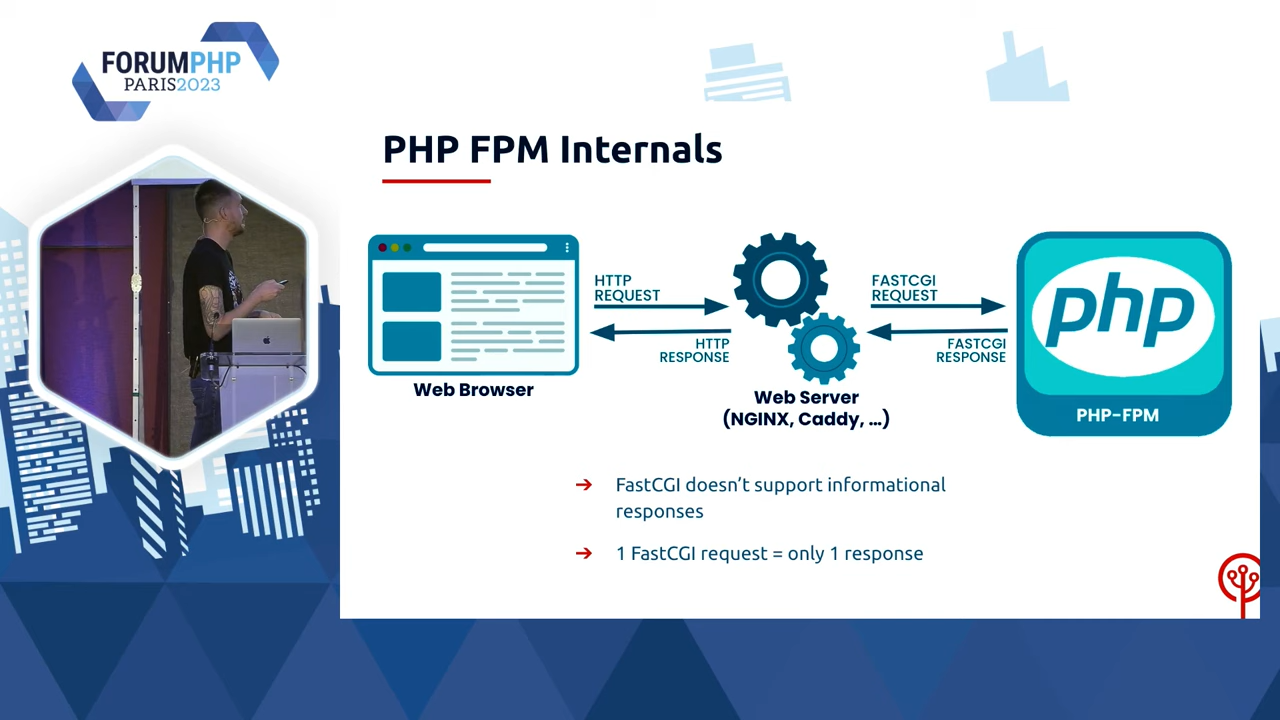 FORUMPHP
PARIS2023
PHP FPM Internals
HTTP
REQUEST
HTTP
RESPONSE
FASTCGI
REQUEST
FASTCGI
RESPONSE
php
PHP-FPM
Web Browser
Web Server
(NGINX, Caddy, ...)
→ FastCGI doesn't support informational
responses
→ 1 FastCGI request = only 1 response